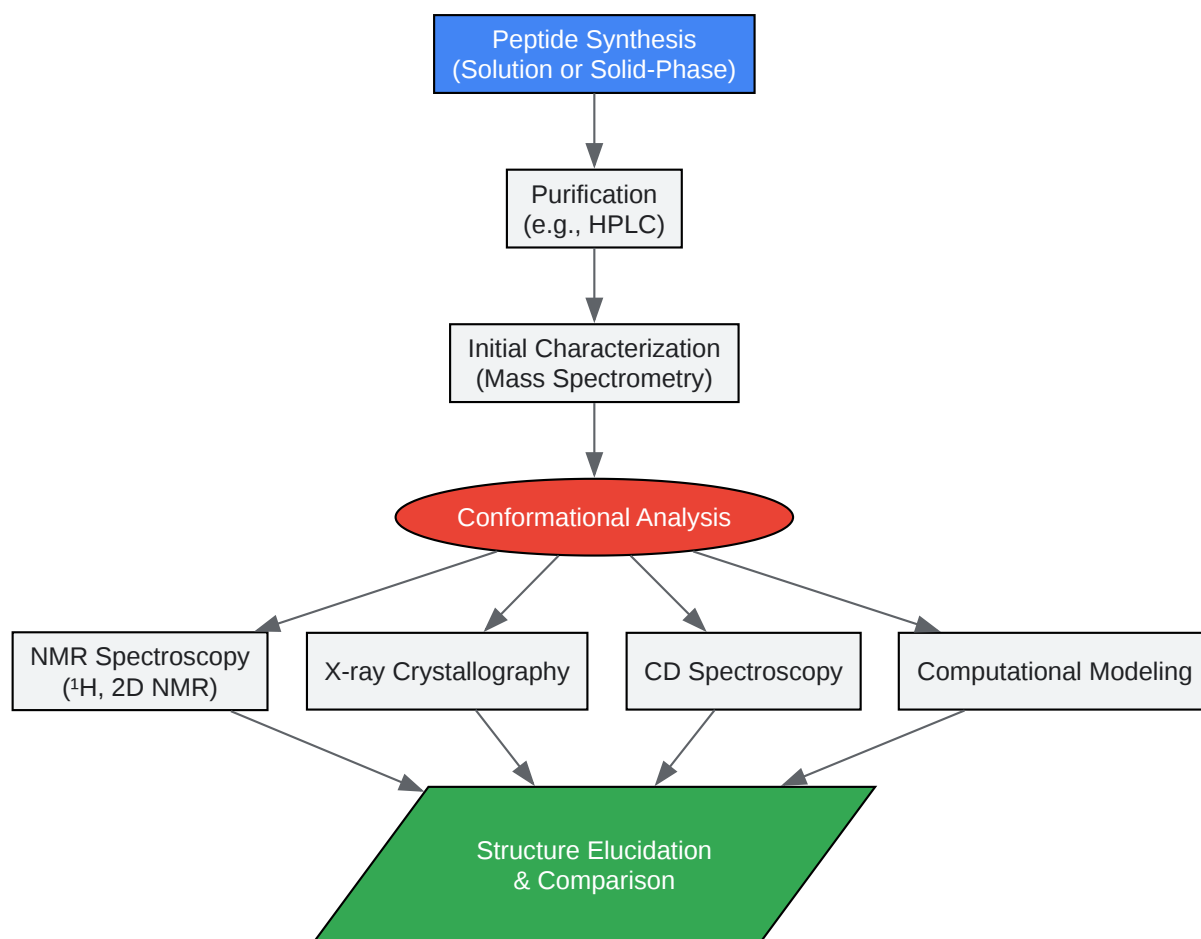 Peptide Synthesis
(Solution or Solid-Phase)
Purification
(e.g., HPLC)
Initial Characterization
(Mass Spectrometry)
Conformational Analysis
NMR Spectroscopy
(¹H, 2D NMR)
X-ray Crystallography
CD Spectroscopy
Computational Modeling
Structure Elucidation
& Comparison